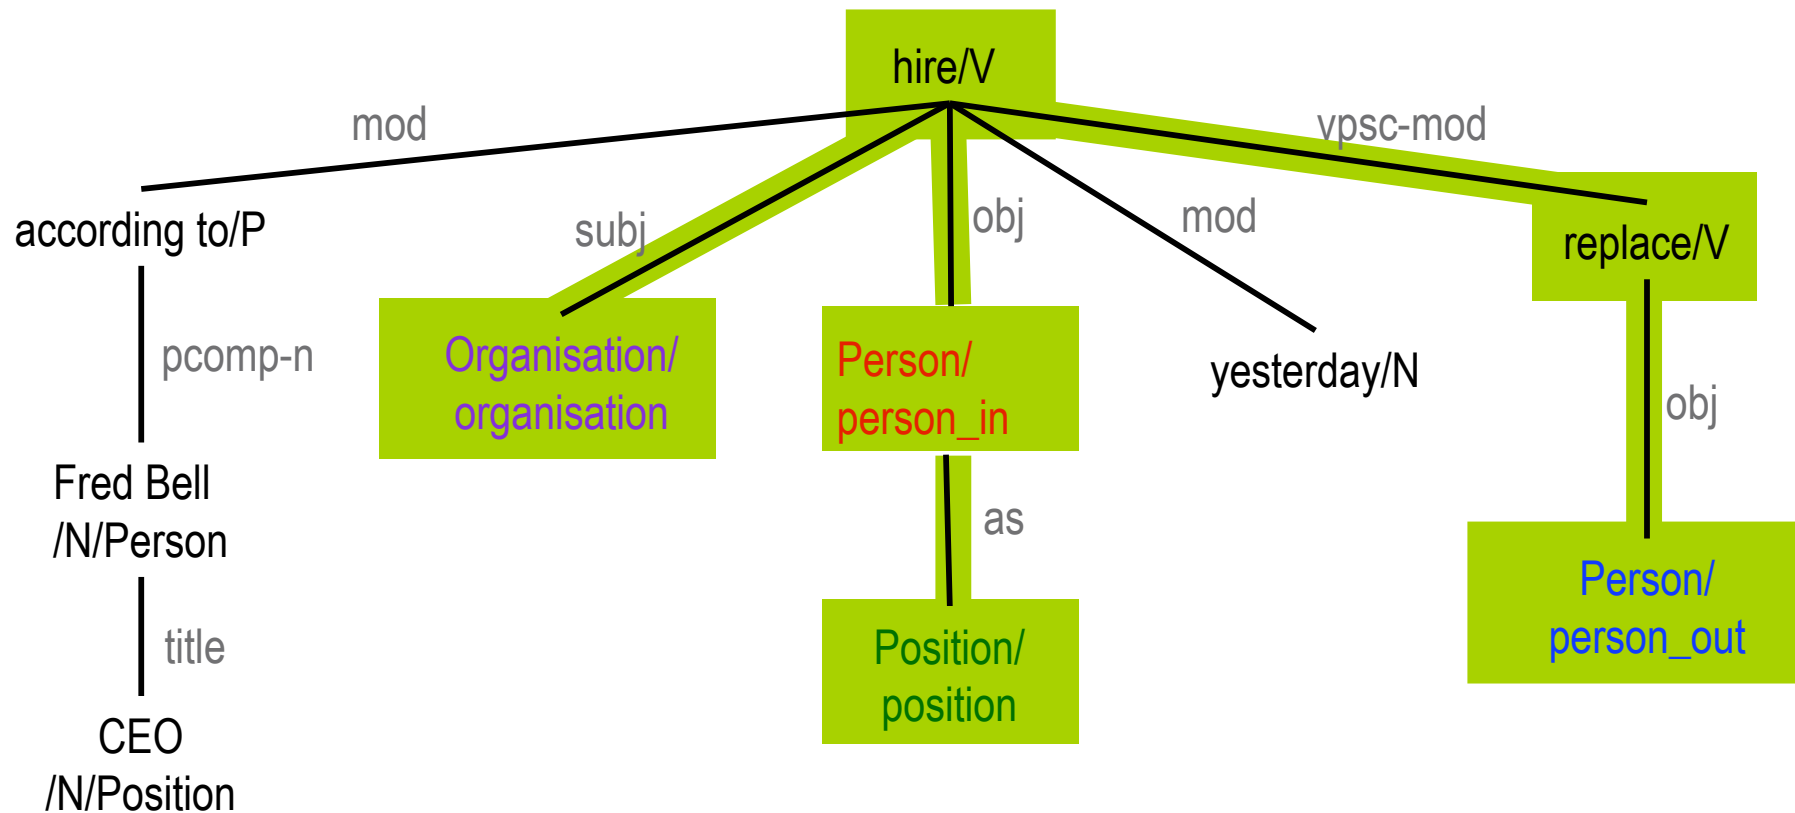 hire/V
mod
vpsc-mod
according to/P
subj
obj
mod
replace/V
pcomp-n
Organisation/
organisation
Person/
person_in
yesterday/N
obj
Fred Bell
/N/Person
as
Person/
person_out
title
Position/
position
CEO
/N/Position